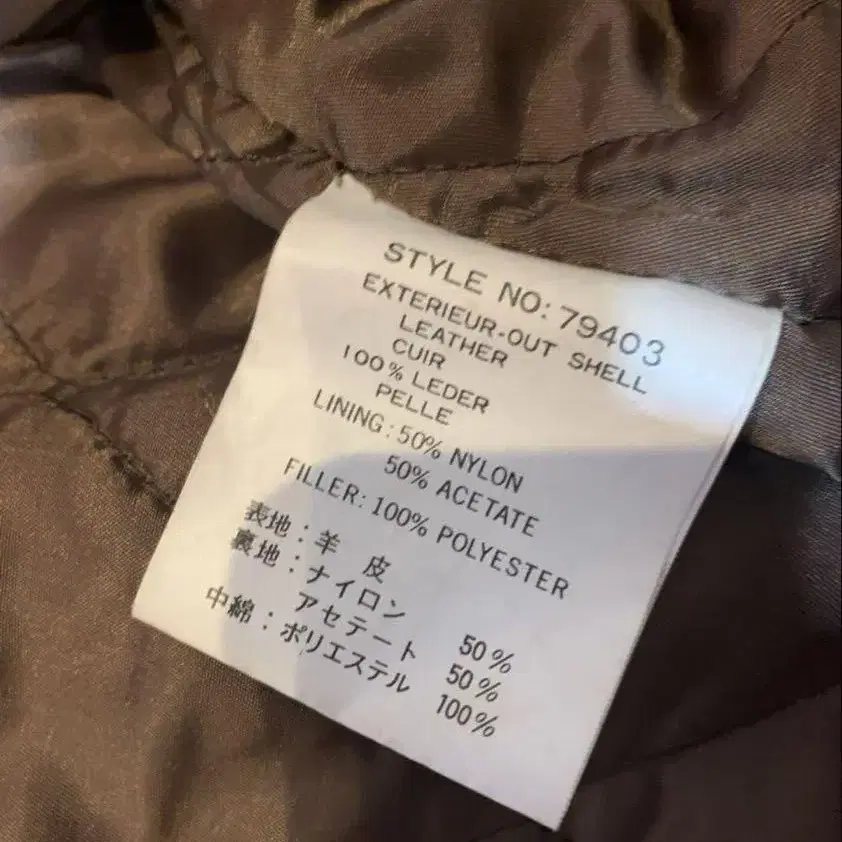 STYLE NO: 79403
EXTERIEUR-OUT SHELL
LEATHER
CUIR
100% LEDER
PELLE
LINING: 50% NYLON
50% ACETATE
FILLER: 100% POLYESTER
表地：羊 皮
裏地：ナイロン 50%
アセテート 50%
中綿：ポリエステル 100%